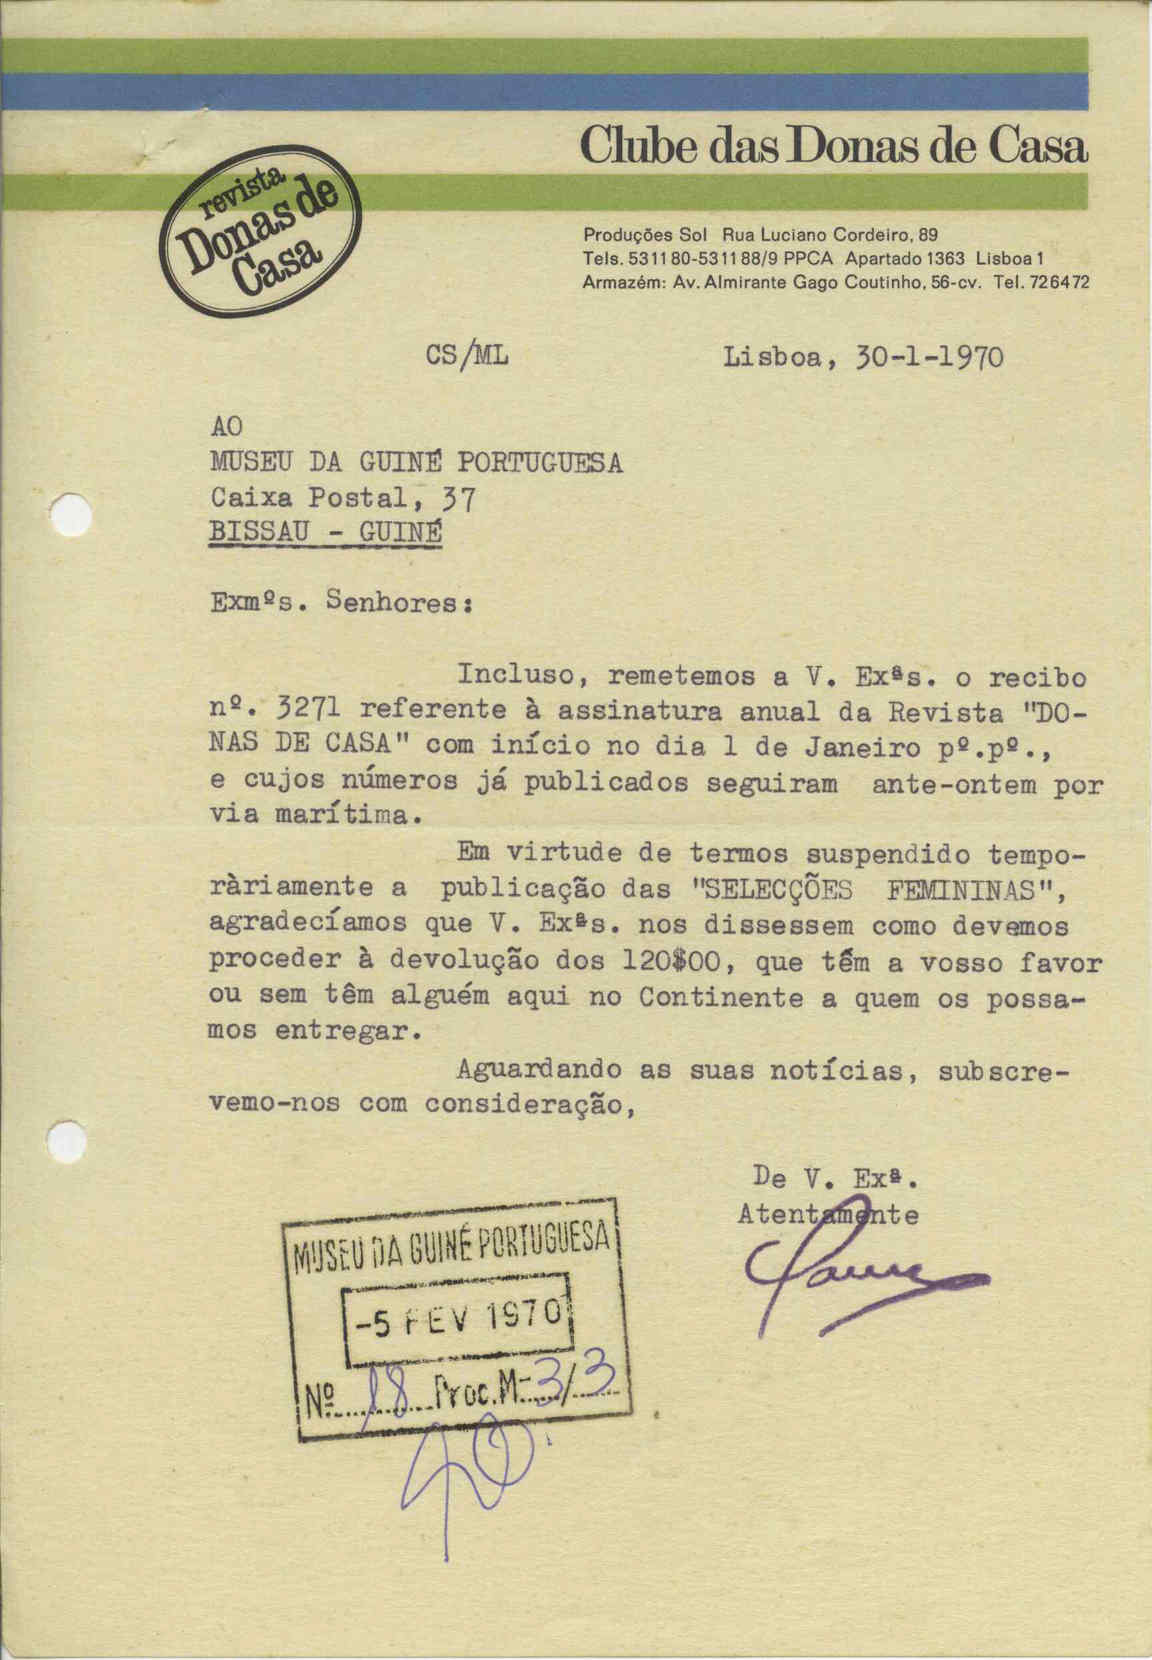 Clube das Donas de Casa
revista
Donas de
Casa
Produções Sol Rua Luciano Cordeiro, 89
Tels. 531180-531188/9 PPCA Apartado 1363 Lisboa 1
Armazém: Av. Almirante Gago Coutinho, 56-cv. Tel. 726472
CS/ML Lisboa, 30-1-1970
AO
MUSEU DA GUINÉ PORTUGUESA
Caixa Postal, 37
BISSAU - GUINÉ
Exmºs. Senhores:
Incluso, remetemos a V. Exªs. o recibo
nº. 3271 referente à assinatura anual da Revista "DO-
NAS DE CASA" com início no dia 1 de Janeiro pº.pº.,
e cujos números já publicados seguiram ante-ontem por
via marítima.
Em virtude de termos suspendido tempo-
ràriamente a publicação das "SELECÇÕES FEMININAS",
agradecíamos que V. Exªs. nos dissessem como devemos
proceder à devolução dos 120$00, que têm a vosso favor
ou sem têm alguém aqui no Continente a quem os possa-
mos entregar.
Aguardando as suas notícias, subscre-
vemo-nos com consideração,
De V. Exª.
Atentamente
MUSEU DA GUINÉ PORTUGUESA
-5 FEV 1970
Nº 18 Proc. M-3/3